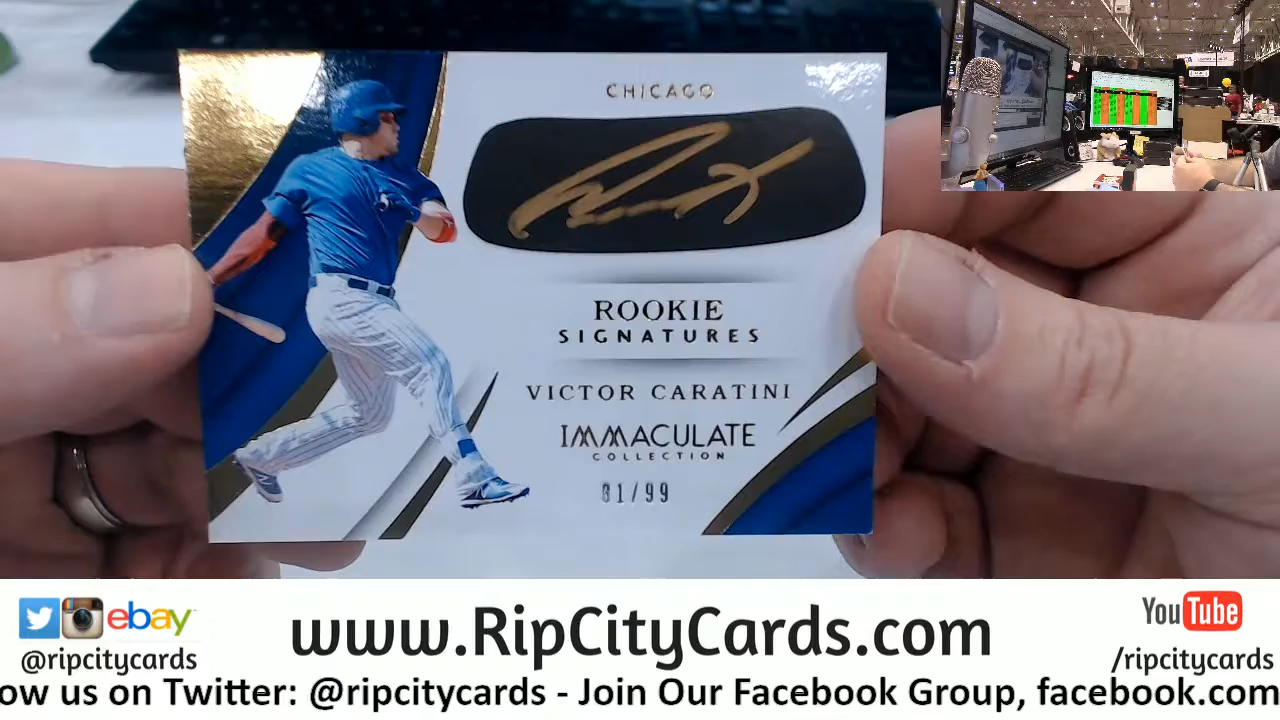 CHICAGO
ROOKIE
SIGNATURES
VICTOR CARATINI
IMMACULATE
COLLECTION
81/99
ebay
@ripcitycards
www.RipCityCards.com
YouTube
/ripcitycards
ow us on Twitter: @ripcitycards - Join Our Facebook Group, facebook.com